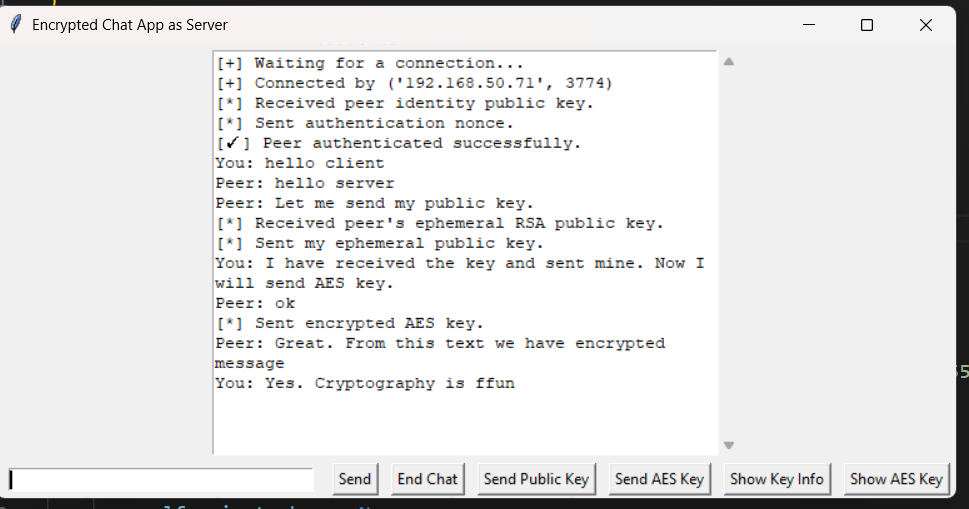 Encrypted Chat App as Server
[+] Waiting for a connection...
[+] Connected by ('192.168.50.71', 3774)
[*] Received peer identity public key.
[*] Sent authentication nonce.
[✓] Peer authenticated successfully.
You: hello client
Peer: hello server
Peer: Let me send my public key.
[*] Received peer's ephemeral RSA public key.
[*] Sent my ephemeral public key.
You: I have received the key and sent mine. Now I
will send AES key.
Peer: ok
[*] Sent encrypted AES key.
Peer: Great. From this text we have encrypted
message
You: Yes. Cryptography is ffun
Send End Chat Send Public Key Send AES Key Show Key Info Show AES Key